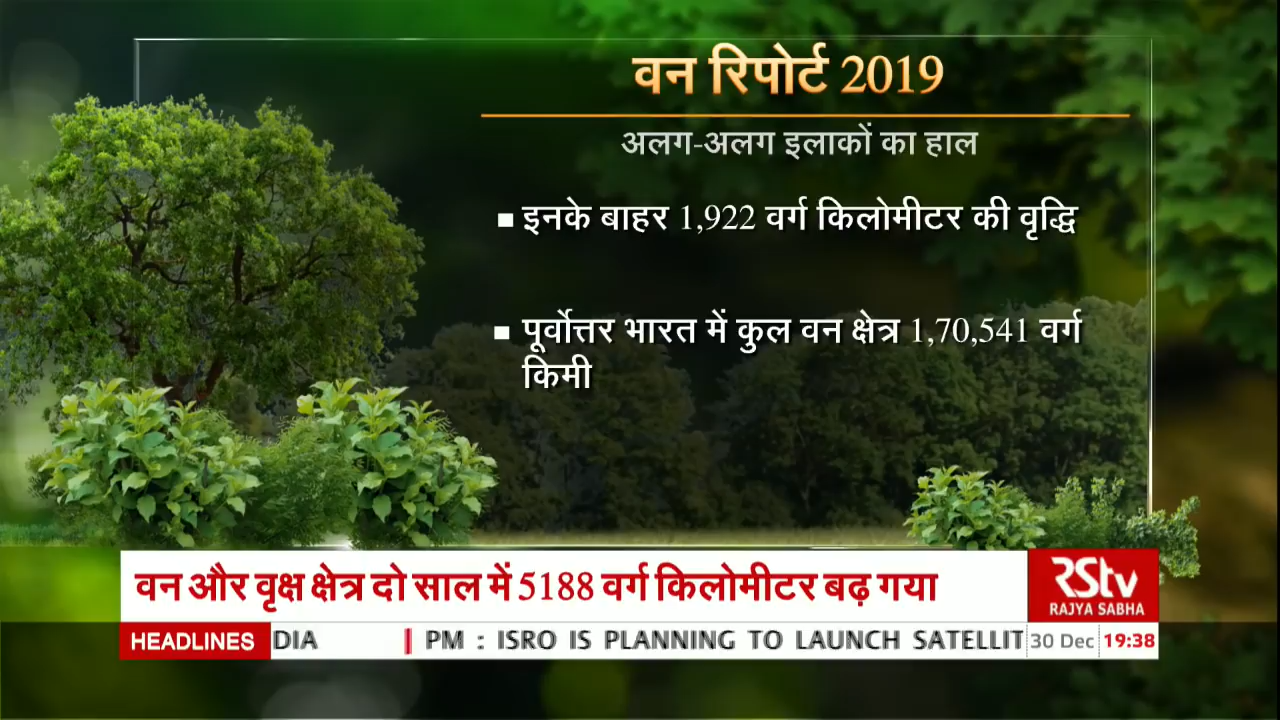 वन रिपोर्ट 2019
अलग-अलग इलाकों का हाल
▪ इनके बाहर 1,922 वर्ग किलोमीटर की वृद्धि
▪ पूर्वोत्तर भारत में कुल वन क्षेत्र 1,70,541 वर्ग
किमी
वन और वृक्ष क्षेत्र दो साल में 5188 वर्ग किलोमीटर बढ़ गया
RStv
RAJYA SABHA
HEADLINES DIA | PM : ISRO IS PLANNING TO LAUNCH SATELLIT 30 Dec 19:38